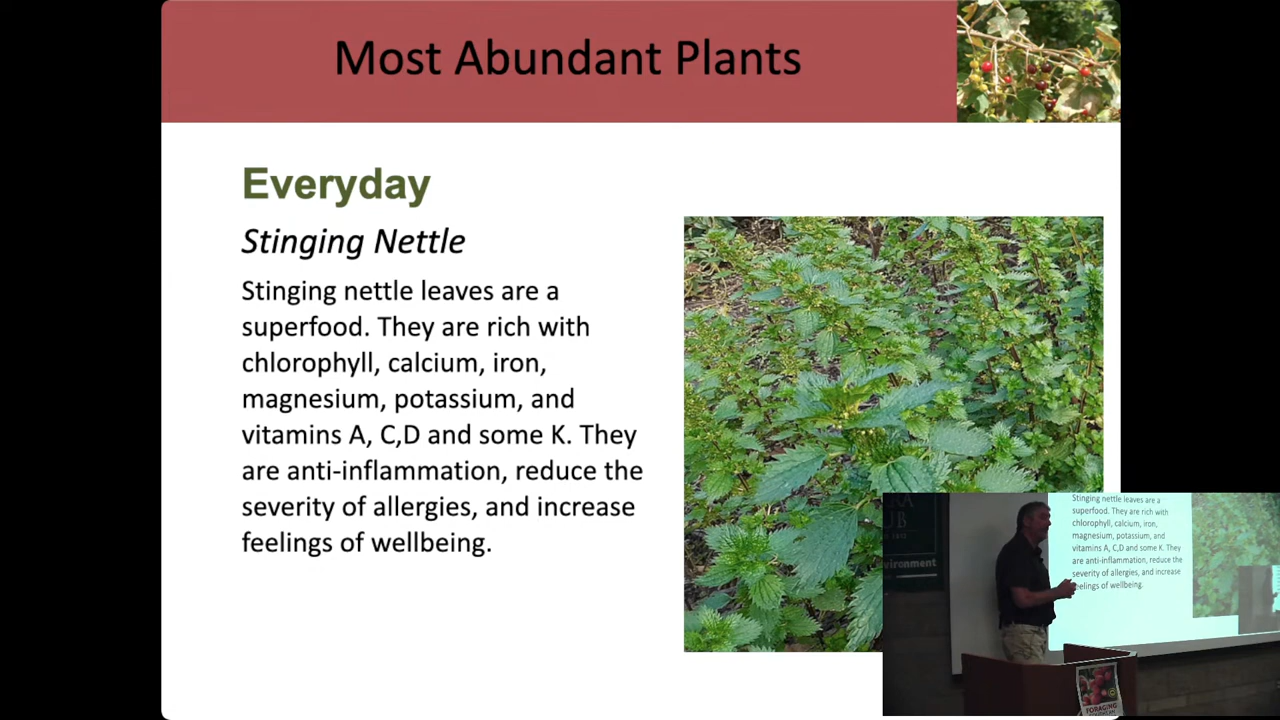 Most Abundant Plants
Everyday
Stinging Nettle
Stinging nettle leaves are a
superfood. They are rich with
chlorophyll, calcium, iron,
magnesium, potassium, and
vitamins A, C,D and some K. They
are anti-inflammation, reduce the
severity of allergies, and increase
feelings of wellbeing.
Stinging nettle leaves are a
superfood. They are rich with
chlorophyll, calcium, iron,
magnesium, potassium, and
vitamins A, C,D and some K. They
are anti-inflammation, reduce the
severity of allergies, and increase
feelings of wellbeing.
FORAGING